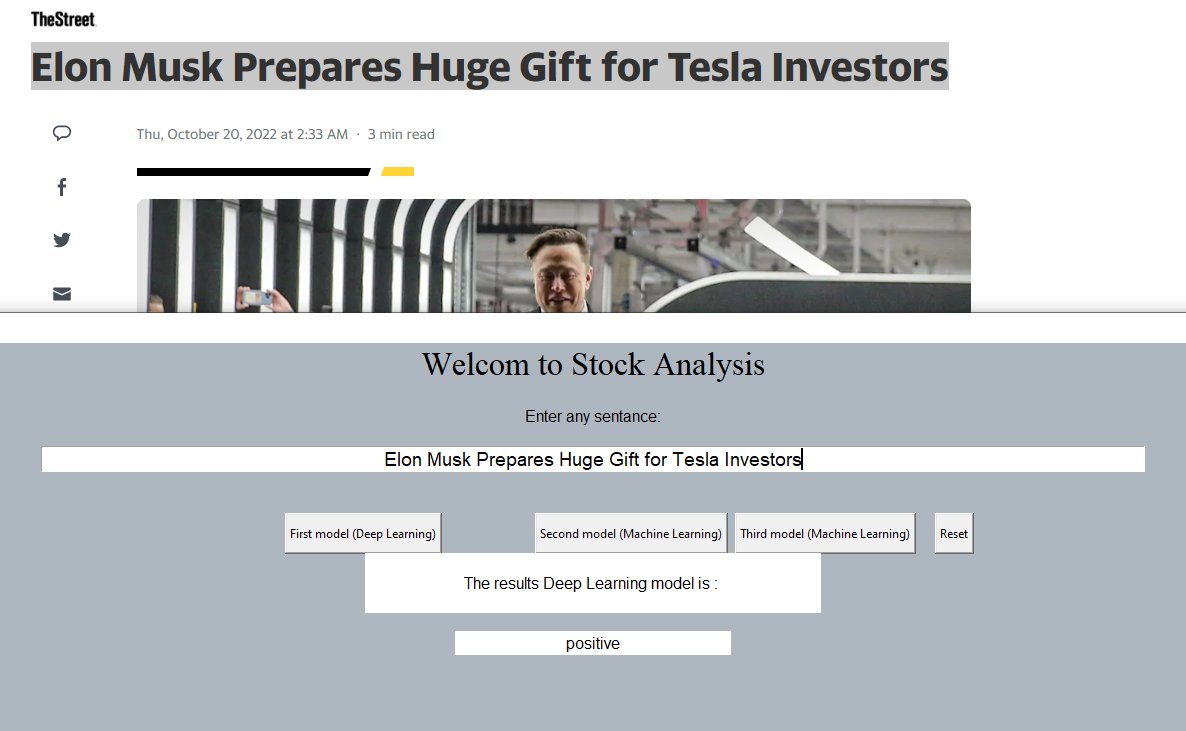 TheStreet
Elon Musk Prepares Huge Gift for Tesla Investors
Thu, October 20, 2022 at 2:33 AM · 3 min read
Welcom to Stock Analysis
Enter any sentance:
Elon Musk Prepares Huge Gift for Tesla Investors
First model (Deep Learning) Second model (Machine Learning) Third model (Machine Learning) Reset
The results Deep Learning model is :
positive